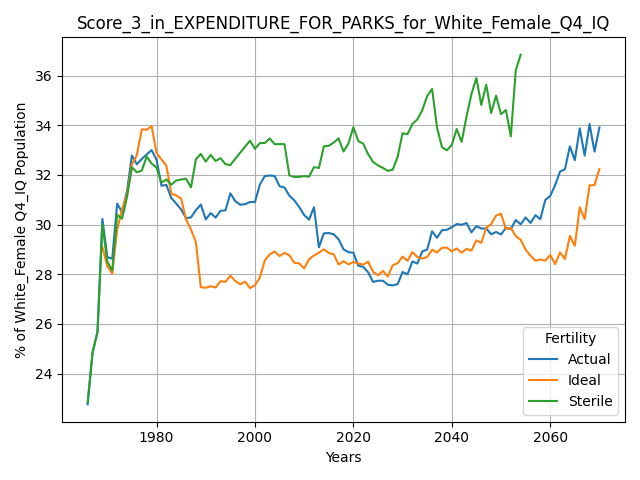 Score_3_in_EXPENDITURE_FOR_PARKS_for_White_Female_Q4_IQ
% of White_Female Q4_IQ Population
36
34
32
30
28
26
24
1980
2000
2020
2040
2060
Years
Fertility
Actual
Ideal
Sterile